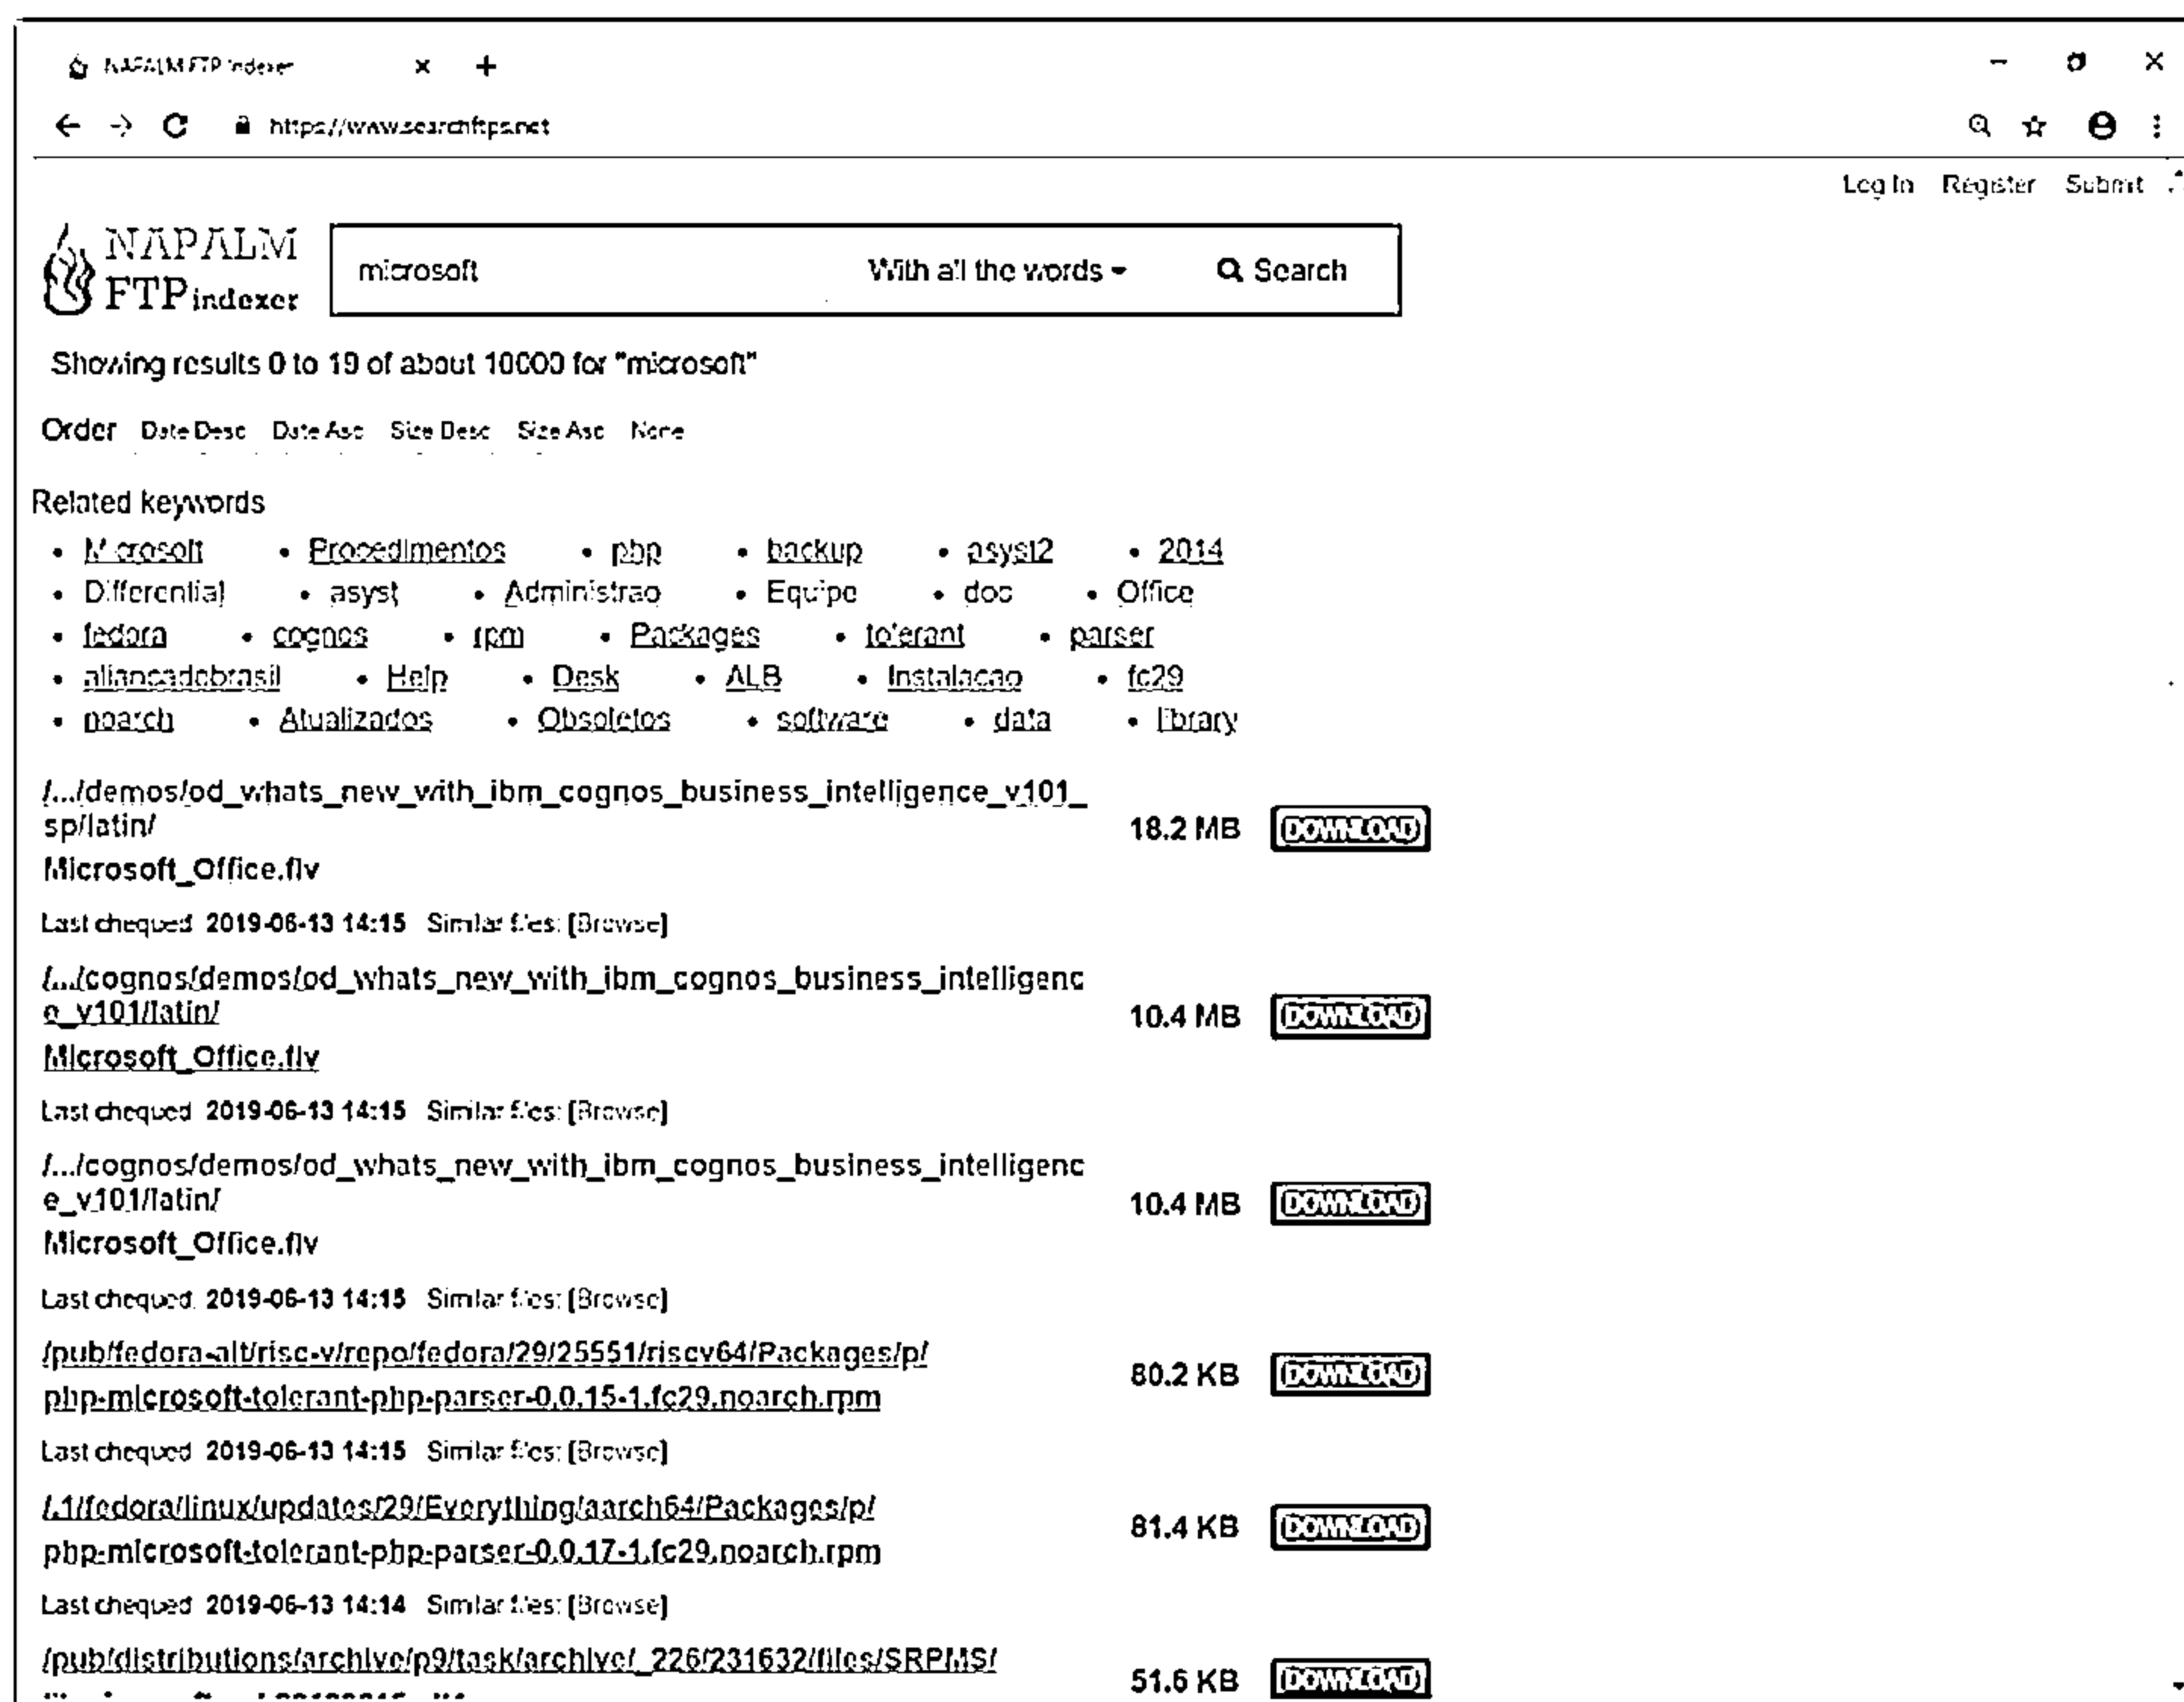 NAPALM FTP Indexer
https://www.searchftps.net
Log In Register Submit
NAPALM
FTP indexer
microsoft With all the words Search
Showing results 0 to 19 of about 10000 for "microsoft"
Order Date Desc Date Asc Size Desc Size Asc None
Related keywords
• Microsoft • Procedimentos • php • backup • asyst2 • 2014
• Differential • asyst • Administrao • Equipe • doc • Office
• fedora • cognos • rpm • Packages • tolerant • parser
• aliancadobrasil • Help • Desk • ALB • Instalacao • fc29
• noarch • Atualizados • Obsoletos • software • data • library
/.../demos/od_whats_new_with_ibm_cognos_business_intelligence_v101_
sp/latin/
18.2 MB DOWNLOAD
Microsoft_Office.flv
Last chequed 2019-06-13 14:15 Similar files: [Browse]
/.../cognos/demos/od_whats_new_with_ibm_cognos_business_intelligenc
e_v101/latin/
10.4 MB DOWNLOAD
Microsoft_Office.flv
Last chequed 2019-06-13 14:15 Similar files: [Browse]
/.../cognos/demos/od_whats_new_with_ibm_cognos_business_intelligenc
e_v101/latin/
10.4 MB DOWNLOAD
Microsoft_Office.flv
Last chequed 2019-06-13 14:15 Similar files: [Browse]
/pub/fedora-alt/risc-v/repo/fedora/29/25551/riscv64/Packages/p/
80.2 KB DOWNLOAD
php-microsoft-tolerant-php-parser-0.0.15-1.fc29.noarch.rpm
Last chequed 2019-06-13 14:15 Similar files: [Browse]
/.1/fedora/linux/updates/29/Everything/aarch64/Packages/p/
81.4 KB DOWNLOAD
php-microsoft-tolerant-php-parser-0.0.17-1.fc29.noarch.rpm
Last chequed 2019-06-13 14:14 Similar files: [Browse]
/pub/distributions/archive/p9/task/archive/_226/231632/files/SRPMS/
51.6 KB DOWNLOAD